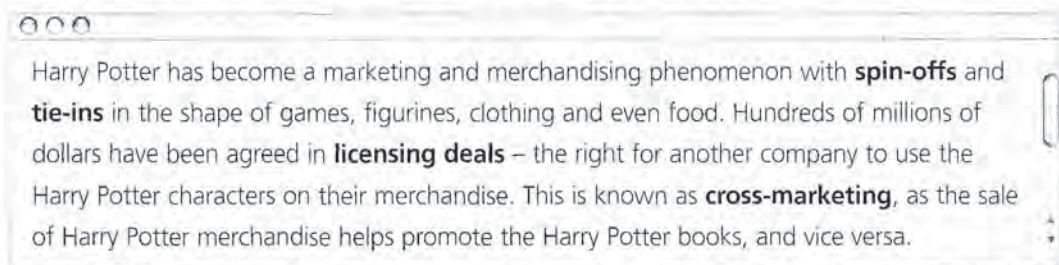 Harry Potter has become a marketing and merchandising phenomenon with spin-offs and
tie-ins in the shape of games, figurines, clothing and even food. Hundreds of millions of
dollars have been agreed in licensing deals – the right for another company to use the
Harry Potter characters on their merchandise. This is known as cross-marketing, as the sale
of Harry Potter merchandise helps promote the Harry Potter books, and vice versa.